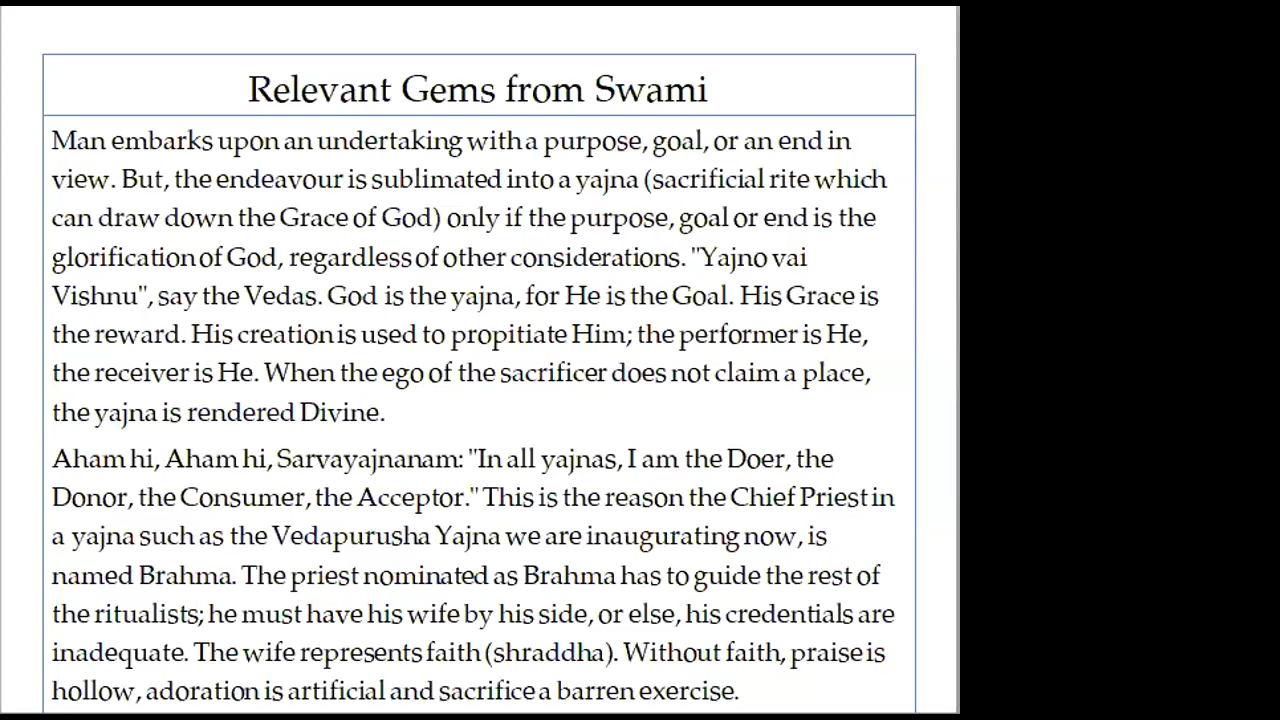 Relevant Gems from Swami
Man embarks upon an undertaking with a purpose, goal, or an end in
view. But, the endeavour is sublimated into a yajna (sacrificial rite which
can draw down the Grace of God) only if the purpose, goal or end is the
glorification of God, regardless of other considerations. "Yajno vai
Vishnu", say the Vedas. God is the yajna, for He is the Goal. His Grace is
the reward. His creation is used to propitiate Him; the performer is He,
the receiver is He. When the ego of the sacrificer does not claim a place,
the yajna is rendered Divine.
Aham hi, Aham hi, Sarvayajnanam: "In all yajnas, I am the Doer, the
Donor, the Consumer, the Acceptor." This is the reason the Chief Priest in
a yajna such as the Vedapurusha Yajna we are inaugurating now, is
named Brahma. The priest nominated as Brahma has to guide the rest of
the ritualists; he must have his wife by his side, or else, his credentials are
inadequate. The wife represents faith (shraddha). Without faith, praise is
hollow, adoration is artificial and sacrifice a barren exercise.